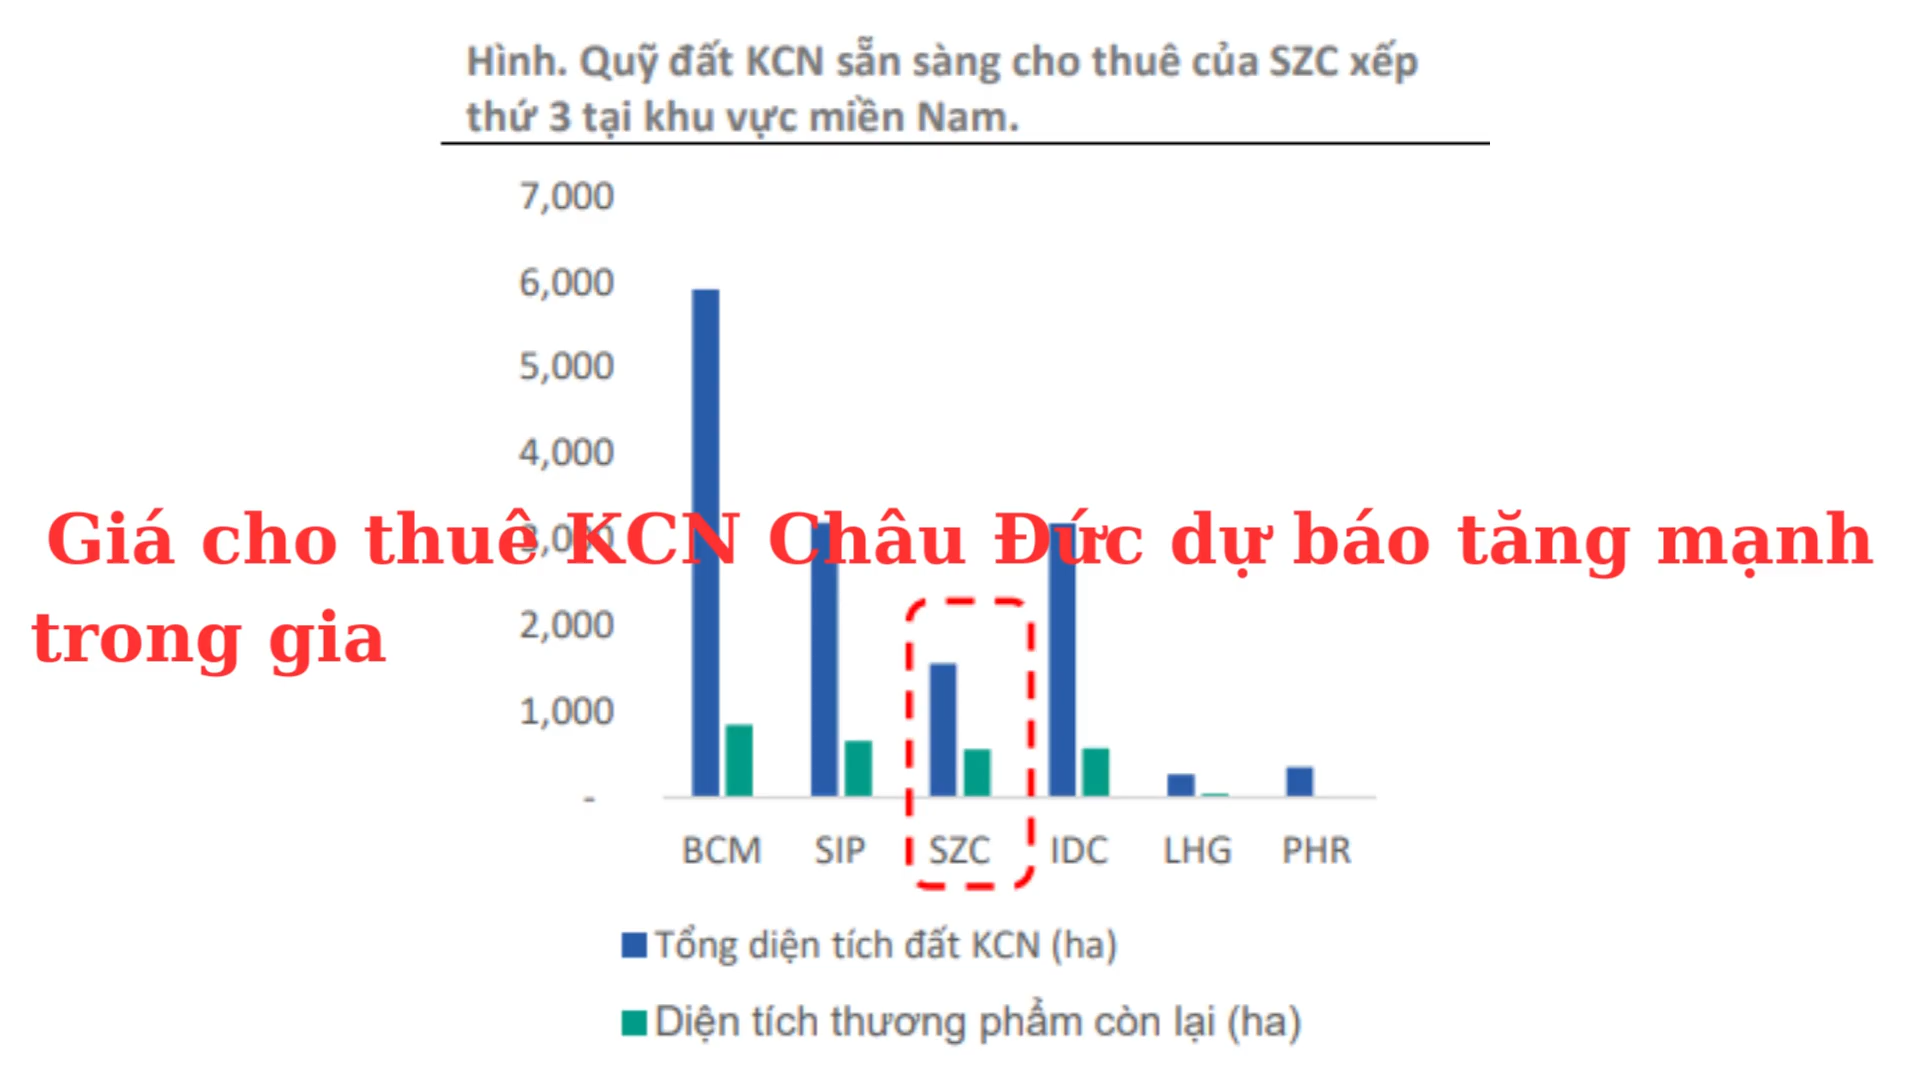 Hình. Quỹ đất KCN sẵn sàng cho thuê của SZC xếp
thứ 3 tại khu vực miền Nam.
7,000
6,000
5,000
4,000
3,000
Giá cho thuê KCN Châu Đức dự báo tăng mạnh
trong gia
2,000
1,000
-
BCM SIP SZC IDC LHG PHR
Tổng diện tích đất KCN (ha)
Diện tích thương phẩm còn lại (ha)